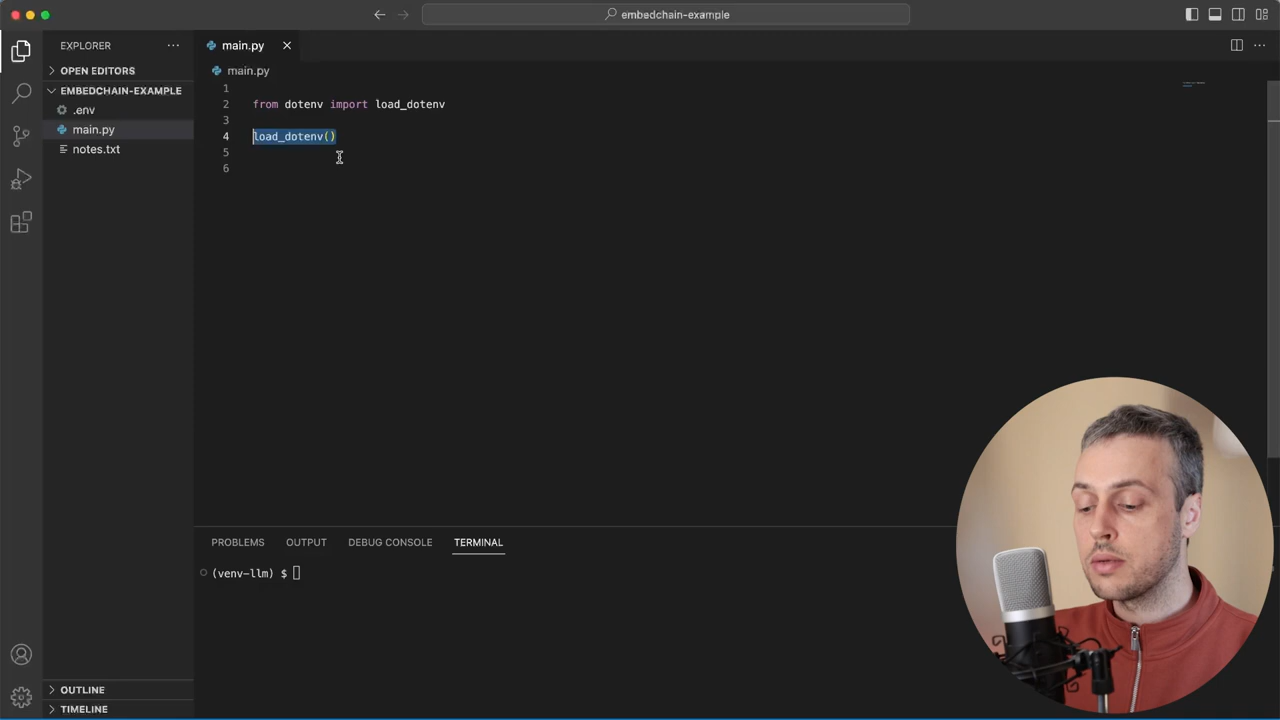 embedchain-example
EXPLORER
main.py
OPEN EDITORS
main.py
EMBEDCHAIN-EXAMPLE
.env
main.py
notes.txt
1
2 from dotenv import load_dotenv
3
4 load_dotenv()
5
6
PROBLEMS OUTPUT DEBUG CONSOLE TERMINAL
(venv-llm) $
OUTLINE
TIMELINE